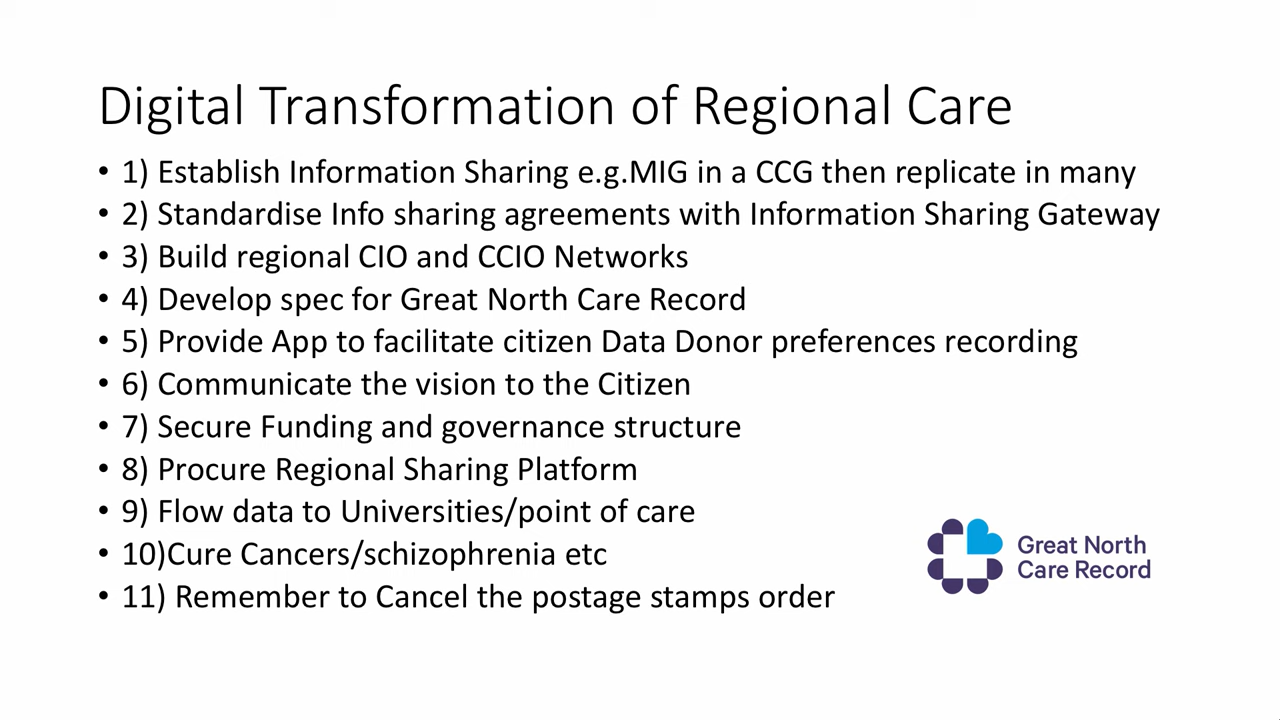 Digital Transformation of Regional Care
• 1) Establish Information Sharing e.g.MIG in a CCG then replicate in many
• 2) Standardise Info sharing agreements with Information Sharing Gateway
• 3) Build regional CIO and CCIO Networks
• 4) Develop spec for Great North Care Record
• 5) Provide App to facilitate citizen Data Donor preferences recording
• 6) Communicate the vision to the Citizen
• 7) Secure Funding and governance structure
• 8) Procure Regional Sharing Platform
• 9) Flow data to Universities/point of care
• 10)Cure Cancers/schizophrenia etc
• 11) Remember to Cancel the postage stamps order
Great North
Care Record